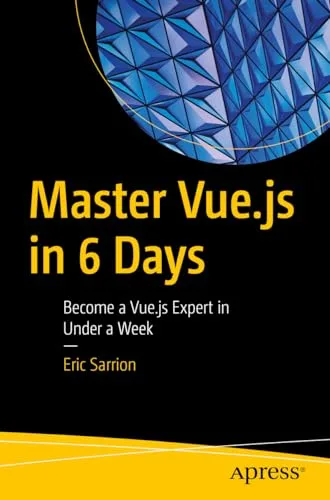 Master Vue.js
in 6 Days
Become a Vue.js Expert in
Under a Week
Eric Sarrion
Apress®